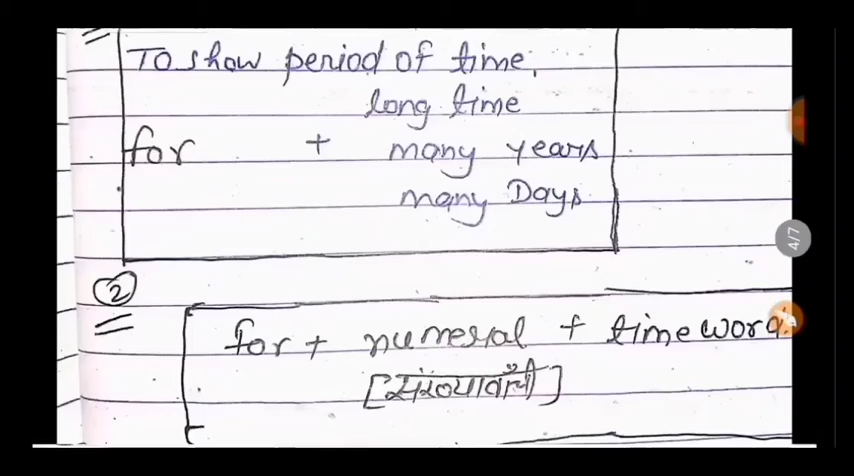 To show period of time,
long time
for + many years
many Days
4/7
②
for + numeral + time word
[संख्यावाची]